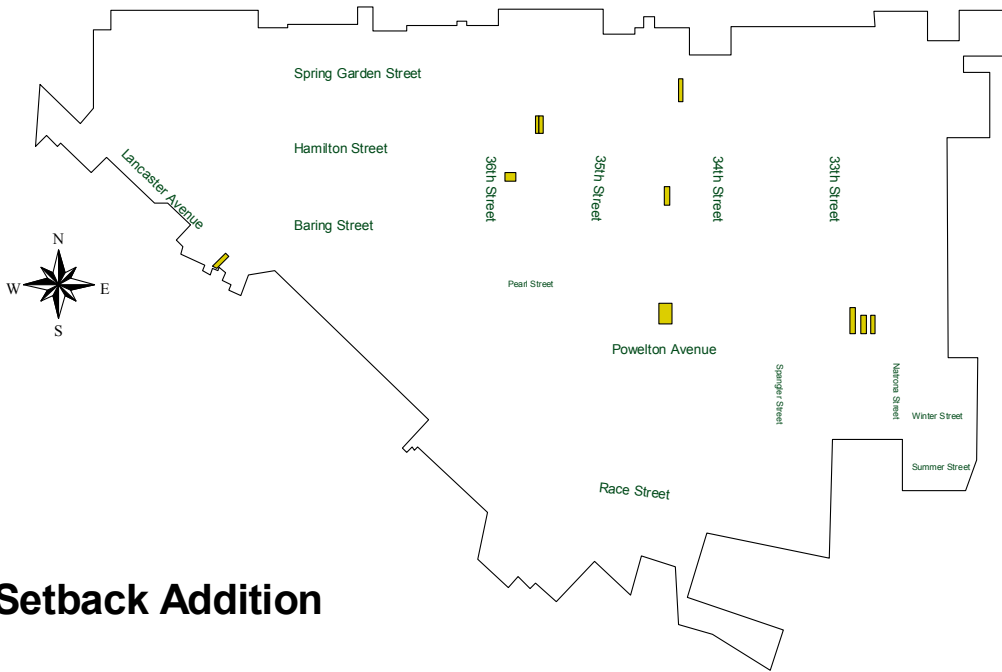 Spring Garden Street
Hamilton Street
Lancaster Avenue
36th Street
35th Street
34th Street
33th Street
Baring Street
N
W
E
S
Pearl Street
Powelton Avenue
Spangler Street
Natrona Street
Winter Street
Summer Street
Race Street
Setback Addition